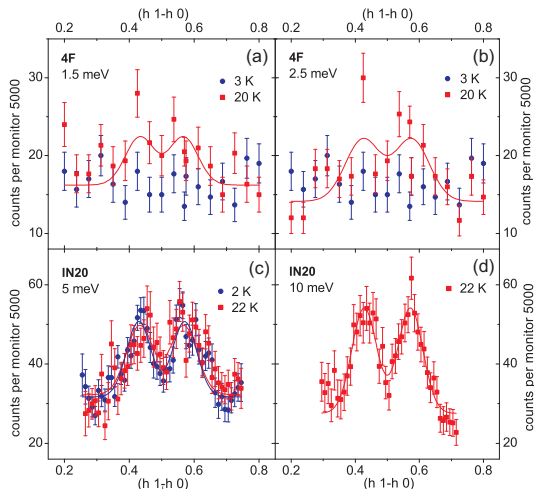 (h 1-h 0) (h 1-h 0)
0.2 0.4 0.6 0.8 0.2 0.4 0.6 0.8
4F (a) 4F (b)
1.5 meV 2.5 meV
3 K 3 K
20 K 20 K
30 30
20 20
10 10
counts per monitor 5000 counts per monitor 5000
IN20 (c) IN20 (d)
5 meV 10 meV
2 K 22 K
22 K
60 60
40 40
20 20
counts per monitor 5000 counts per monitor 5000
0.2 0.4 0.6 0.8 0.2 0.4 0.6 0.8
(h 1-h 0) (h 1-h 0)